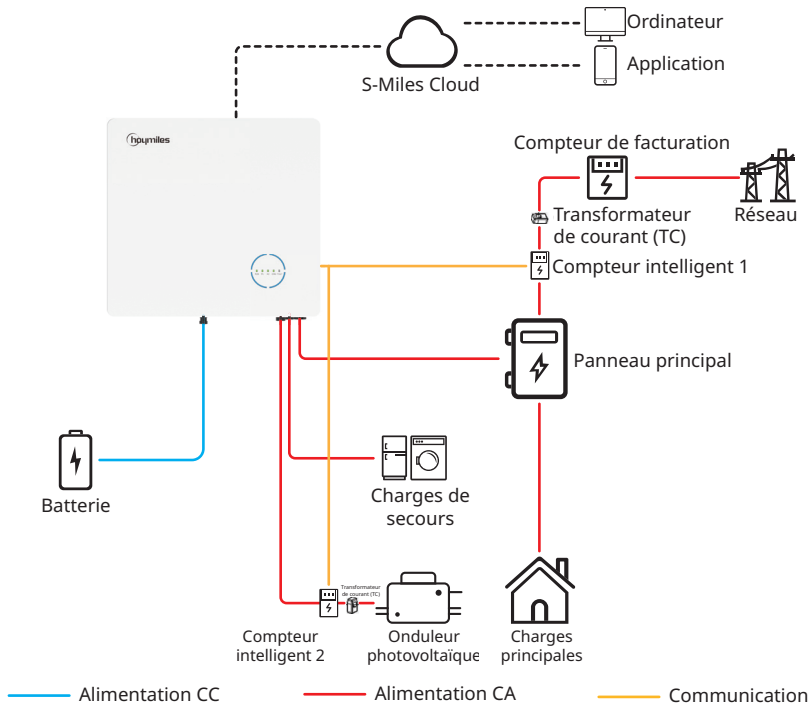 Ordinateur
Application
S-Miles Cloud
hoymiles
Compteur de facturation
Transformateur
de courant (TC)
Réseau
Compteur intelligent 1
Panneau principal
Batterie
Charges de
secours
Transformateur
de courant (TC)
Compteur
intelligent 2
Onduleur
photovoltaïque
Charges
principales
Alimentation CC
Alimentation CA
Communication